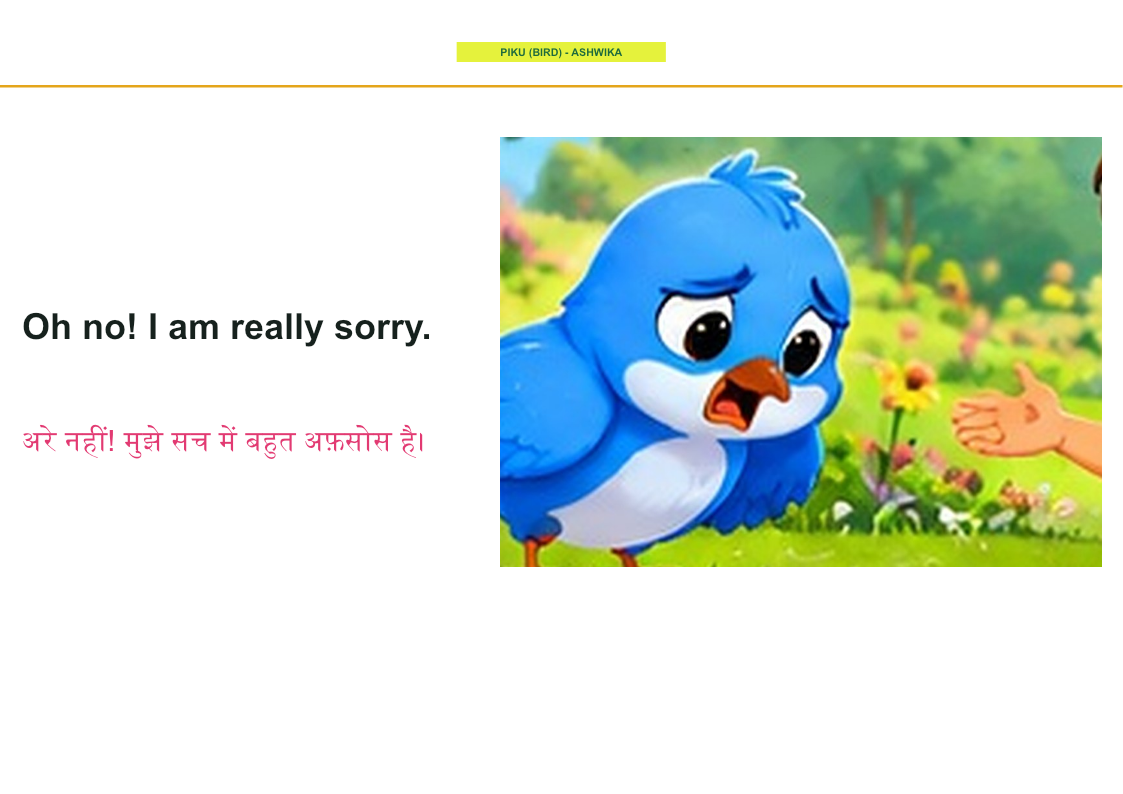 PIKU (BIRD) - ASHWIKA
Oh no! I am really sorry.
अरे नहीं! मुझे सच में बहुत अफ़सोस है।